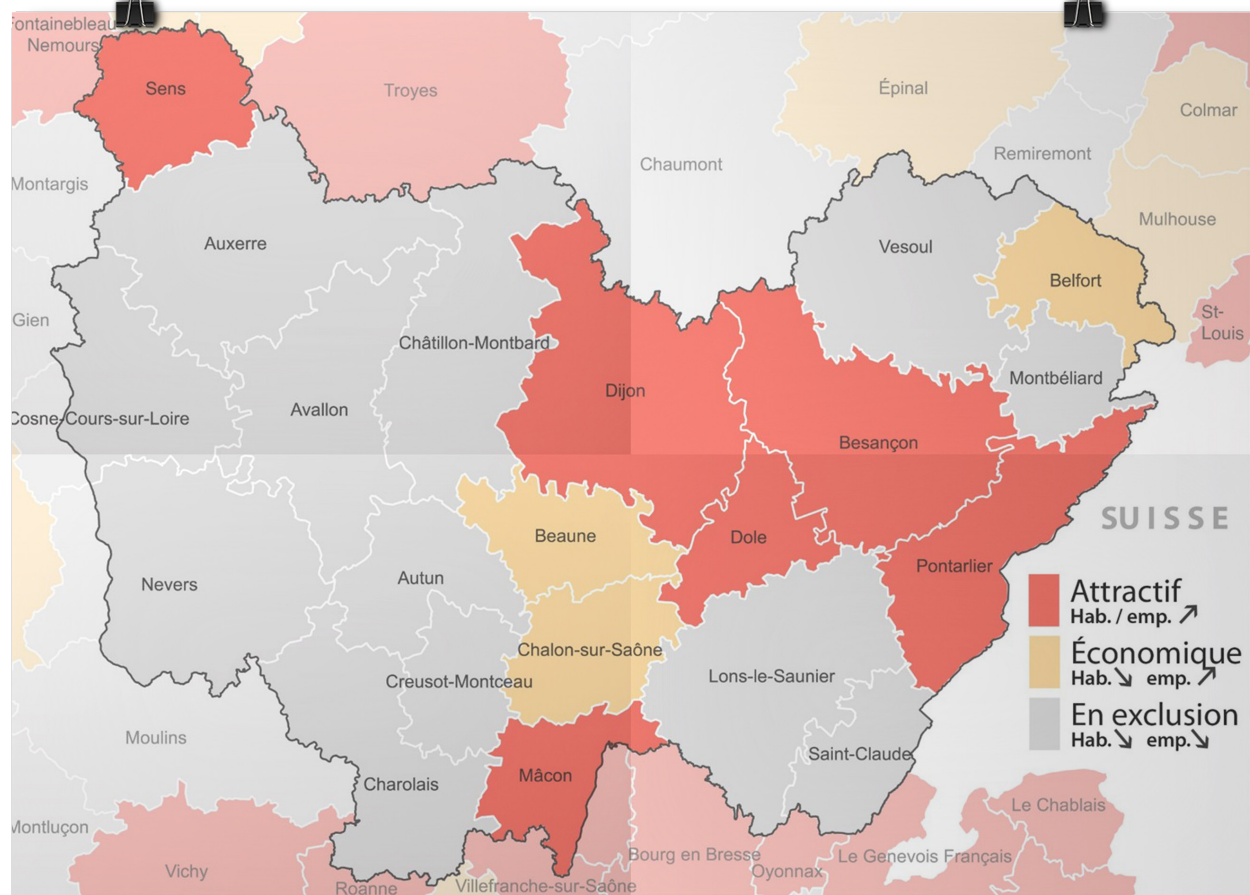 Fontainebleau
Nemours
Sens
Troyes
Épinal
Colmar
Chaumont
Remiremont
Montargis
Mulhouse
Auxerre
Vesoul
Belfort
Gien
St-
Louis
Châtillon-Montbard
Montbéliard
Dijon
Avallon
Cosne-Cours-sur-Loire
Besançon
SUISSE
Beaune
Dole
Pontarlier
Nevers
Autun
Attractif
Hab. / emp. ↗
Chalon-sur-Saône
Économique
Hab. ↘ emp. ↗
Creusot-Montceau
Lons-le-Saunier
En exclusion
Hab. ↘ emp. ↘
Moulins
Saint-Claude
Mâcon
Charolais
Le Chablais
Montluçon
Vichy
Bourg en Bresse
Le Genevois Français
Oyonnax
Roanne
Villefranche-sur-Saône